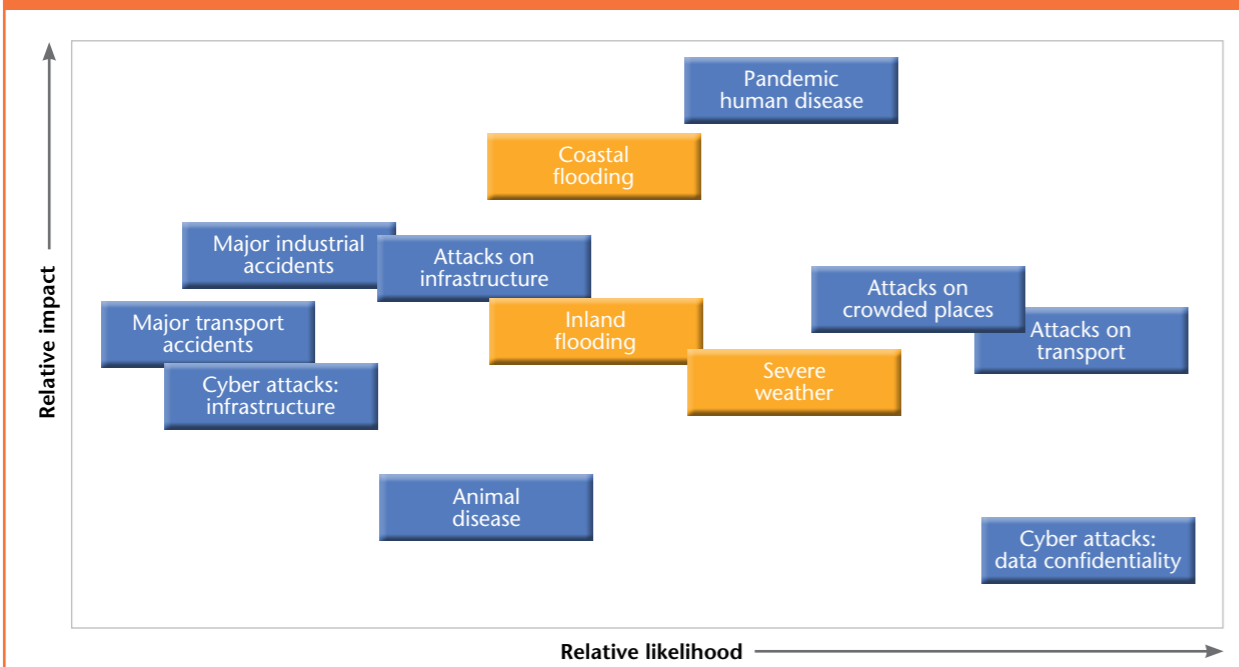 Pandemic
human disease
Coastal
flooding
Major industrial
accidents
Attacks on
infrastructure
Attacks on
crowded places
Major transport
accidents
Inland
flooding
Attacks on
transport
Cyber attacks:
infrastructure
Severe
weather
Animal
disease
Cyber attacks:
data confidentiality
Relative impact
Relative likelihood